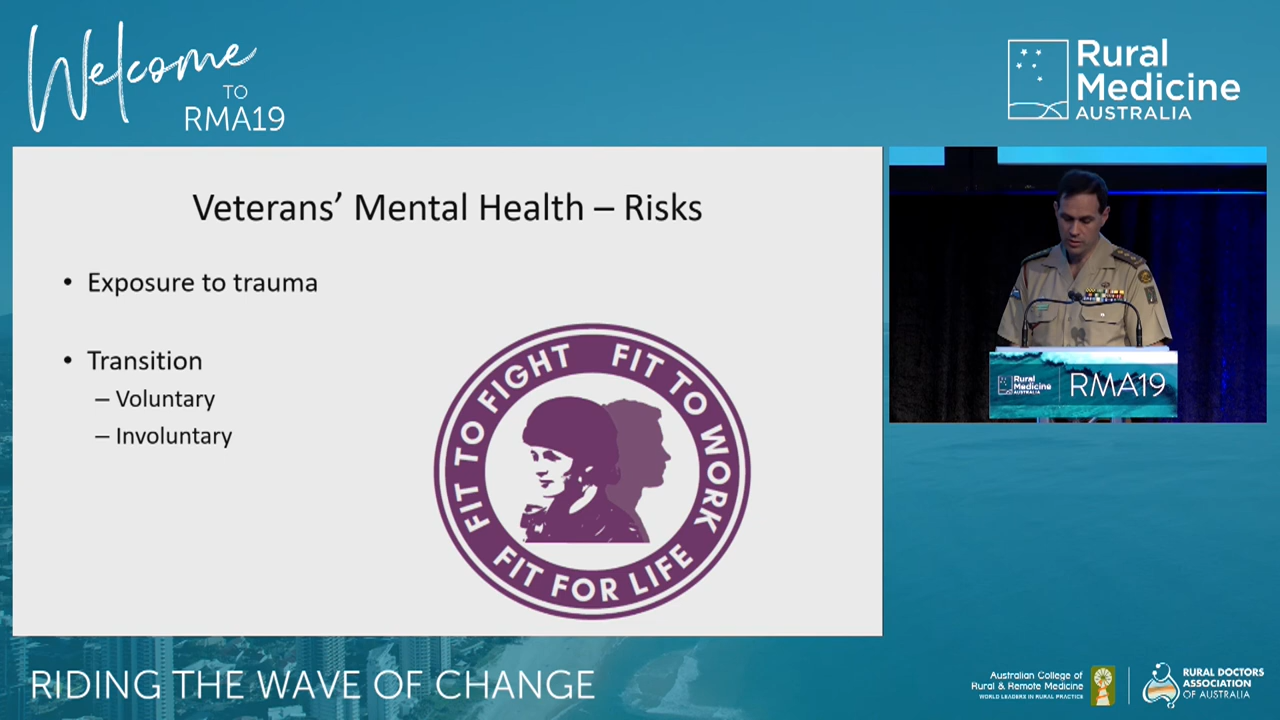 Welcome
TO
RMA19
Rural
Medicine
AUSTRALIA
Veterans’ Mental Health – Risks
• Exposure to trauma
• Transition
– Voluntary
– Involuntary
FIT TO FIGHT FIT TO WORK
FIT FOR LIFE
Rural
Medicine
AUSTRALIA
RMA19
RIDING THE WAVE OF CHANGE
Australian College of
Rural & Remote Medicine
WORLD LEADERS IN RURAL PRACTICE
RURAL DOCTORS
ASSOCIATION
OF AUSTRALIA